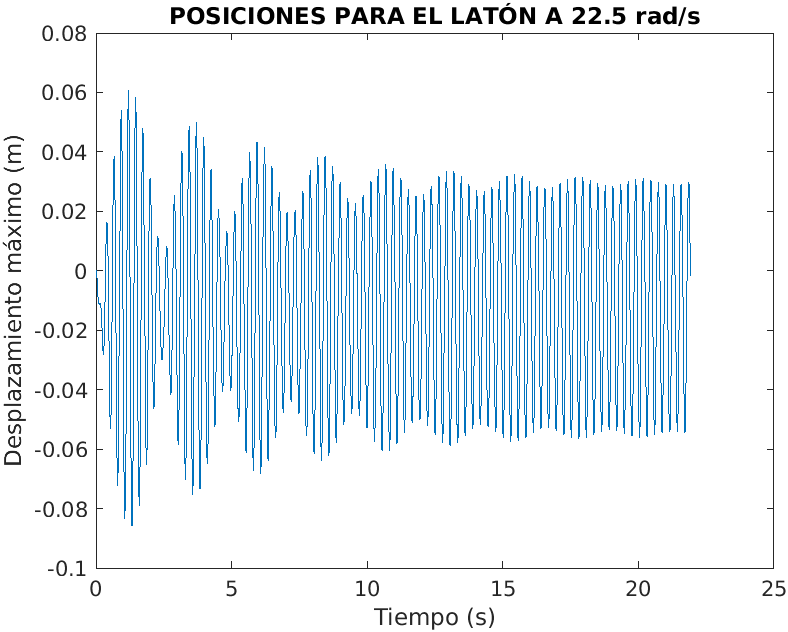 POSICIONES PARA EL LATÓN A 22.5 rad/s
0.08
0.06
0.04
0.02
0
-0.02
-0.04
-0.06
-0.08
-0.1
Desplazamiento máximo (m)
0 5 10 15 20 25
Tiempo (s)